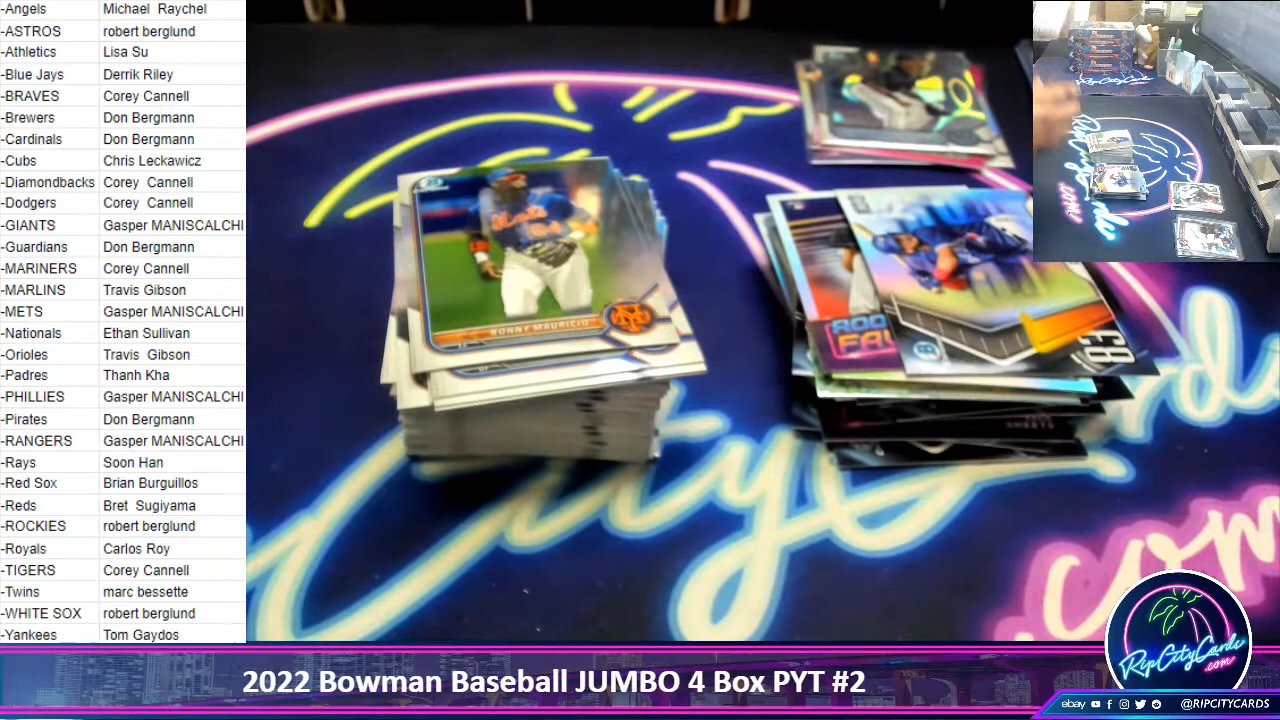 -Angels Michael Raychel
-ASTROS robert berglund
-Athletics Lisa Su
-Blue Jays Derrik Riley
-BRAVES Corey Cannell
-Brewers Don Bergmann
-Cardinals Don Bergmann
-Cubs Chris Leckawicz
-Diamondbacks Corey Cannell
-Dodgers Corey Cannell
-GIANTS Gasper MANISCALCHI
-Guardians Don Bergmann
-MARINERS Corey Cannell
-MARLINS Travis Gibson
-METS Gasper MANISCALCHI
-Nationals Ethan Sullivan
-Orioles Travis Gibson
-Padres Thanh Kha
-PHILLIES Gasper MANISCALCHI
-Pirates Don Bergmann
-RANGERS Gasper MANISCALCHI
-Rays Soon Han
-Red Sox Brian Burguillos
-Reds Bret Sugiyama
-ROCKIES robert berglund
-Royals Carlos Roy
-TIGERS Corey Cannell
-Twins marc bessette
-WHITE SOX robert berglund
-Yankees Tom Gaydos
RONNY MAURICIO
SHEETS
.com
RipCityCards
.com
2022 Bowman Baseball JUMBO 4 Box PYT #2
ebay @RIPCITYCARDS